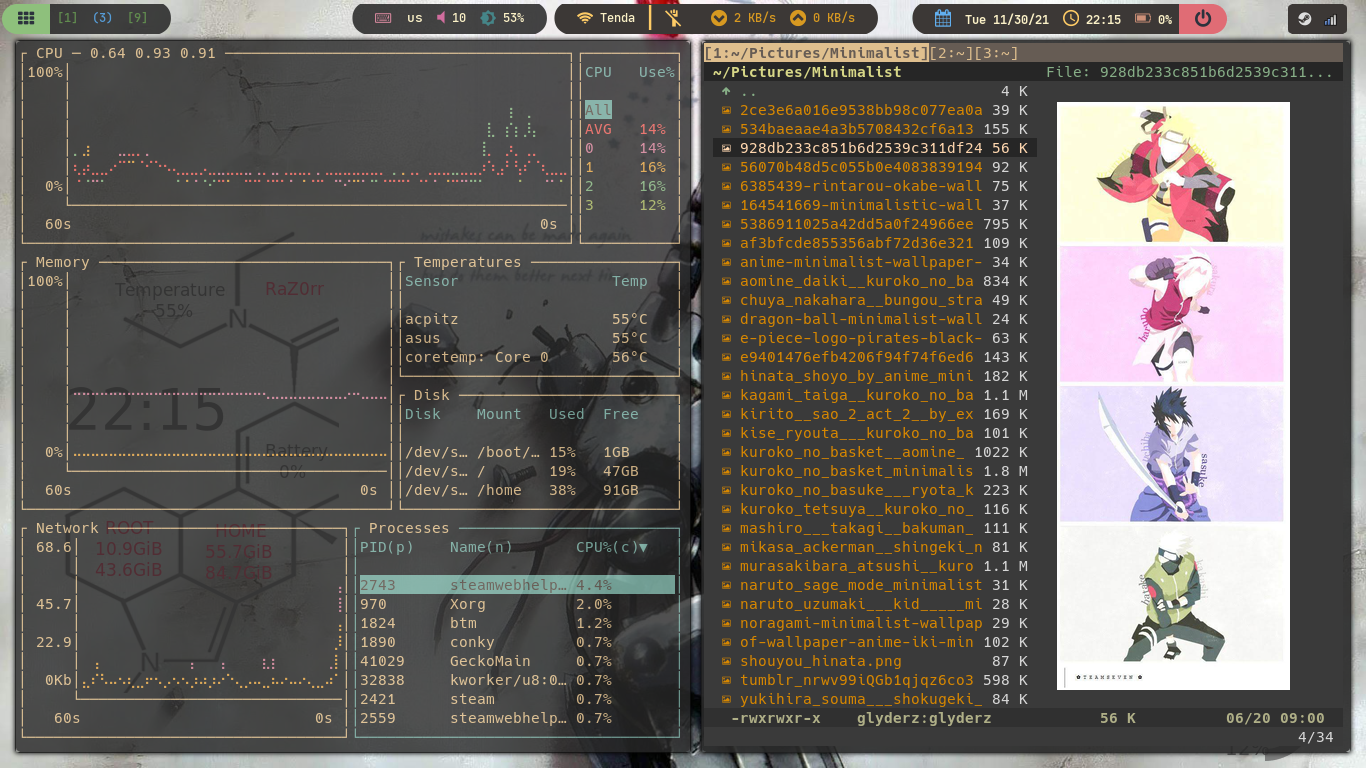 [1] (3) [9] us 10 53% Tenda 2 KB/s 0 KB/s Tue 11/30/21 22:15 0%
CPU — 0.64 0.93 0.91
100%
0%
60s 0s
CPU Use%
All
AVG 14%
0 14%
1 16%
2 16%
3 12%
mistakes can be made again
Memory
100%
0%
60s 0s
Temperature
~55%
RaZ0rr
22:15
Battery
0%
Temperatures
Sensor Temp
acpitz 55°C
asus 55°C
coretemp: Core 0 56°C
Disk
Disk Mount Used Free
/dev/s… /boot/… 15% 1GB
/dev/s… / 19% 47GB
/dev/s… /home 38% 91GB
Network
68.6
45.7
22.9
0Kb
60s 0s
ROOT HOME
10.9GiB 55.7GiB
43.6GiB 84.7GiB
N
N
Processes
PID(p) Name(n) CPU%(c)▼
2743 steamwebhelp… 4.4%
970 Xorg 2.0%
1824 btm 1.2%
1890 conky 0.7%
41029 GeckoMain 0.7%
32838 kworker/u8:0… 0.7%
2421 steam 0.7%
2559 steamwebhelp… 0.7%
[1:~/Pictures/Minimalist][2:~][3:~]
~/Pictures/Minimalist File: 928db233c851b6d2539c311...
.. 4 K
2ce3e6a016e9538bb98c077ea0a 39 K
534baeaae4a3b5708432cf6a13 155 K
928db233c851b6d2539c311df24 56 K
56070b48d5c055b0e4083839194 92 K
6385439-rintarou-okabe-wall 75 K
164541669-minimalistic-wall 37 K
5386911025a42dd5a0f24966ee 795 K
af3bfcde855356abf72d36e321 109 K
anime-minimalist-wallpaper- 34 K
aomine_daiki__kuroko_no_ba 834 K
chuya_nakahara__bungou_stra 49 K
dragon-ball-minimalist-wall 24 K
e-piece-logo-pirates-black- 63 K
e9401476efb4206f94f74f6ed6 143 K
hinata_shoyo_by_anime_mini 182 K
kagami_taiga__kuroko_no_ba 1.1 M
kirito__sao_2_act_2__by_ex 169 K
kise_ryouta___kuroko_no_ba 101 K
kuroko_no_basket__aomine_ 1022 K
kuroko_no_basket_minimalis 1.8 M
kuroko_no_basuke___ryota_k 223 K
kuroko_tetsuya__kuroko_no_ 116 K
mashiro___takagi__bakuman_ 111 K
mikasa_ackerman__shingeki_n 81 K
murasakibara_atsushi__kuro 1.1 M
naruto_sage_mode_minimalist 31 K
naruto_uzumaki___kid_____mi 28 K
noragami-minimalist-wallpap 29 K
of-wallpaper-anime-iki-min 102 K
shouyou_hinata.png 87 K
tumblr_nrwv99iQGb1qjqz6co3 598 K
yukihira_souma___shokugeki_ 84 K
sasuke
TEAMSEVEN
-rwxrwxr-x glyderz:glyderz 56 K 06/20 09:00
4/34